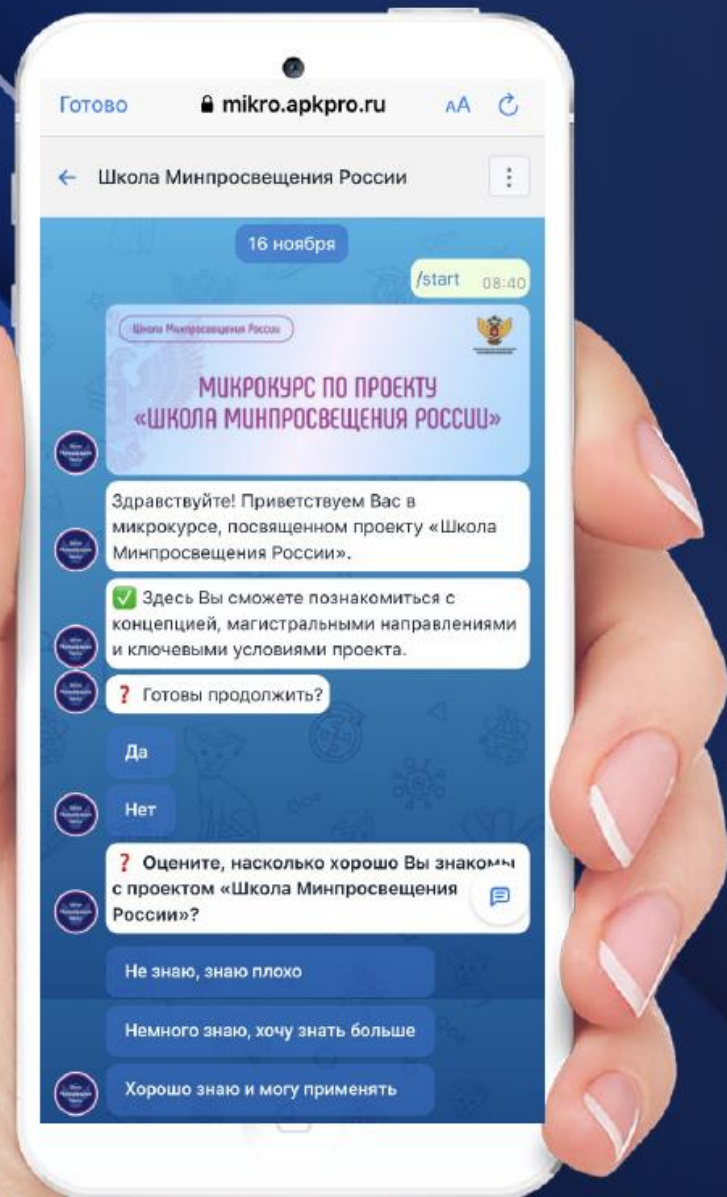 Готово
mikro.apkpro.ru
АА
Школа Минпросвещения России
16 ноября
/start 08:40
Школа Минпросвещения России
МИКРОКУРС ПО ПРОЕКТУ
«ШКОЛА МИНПРОСВЕЩЕНИЯ РОССИИ»
Здравствуйте! Приветствуем Вас в
микрокурсе, посвященном проекту «Школа
Минпросвещения России».
✅ Здесь Вы сможете познакомиться с
концепцией, магистральными направлениями
и ключевыми условиями проекта.
❓ Готовы продолжить?
Да
Нет
❓ Оцените, насколько хорошо Вы знакомы
с проектом «Школа Минпросвещения
России»?
Не знаю, знаю плохо
Немного знаю, хочу знать больше
Хорошо знаю и могу применять